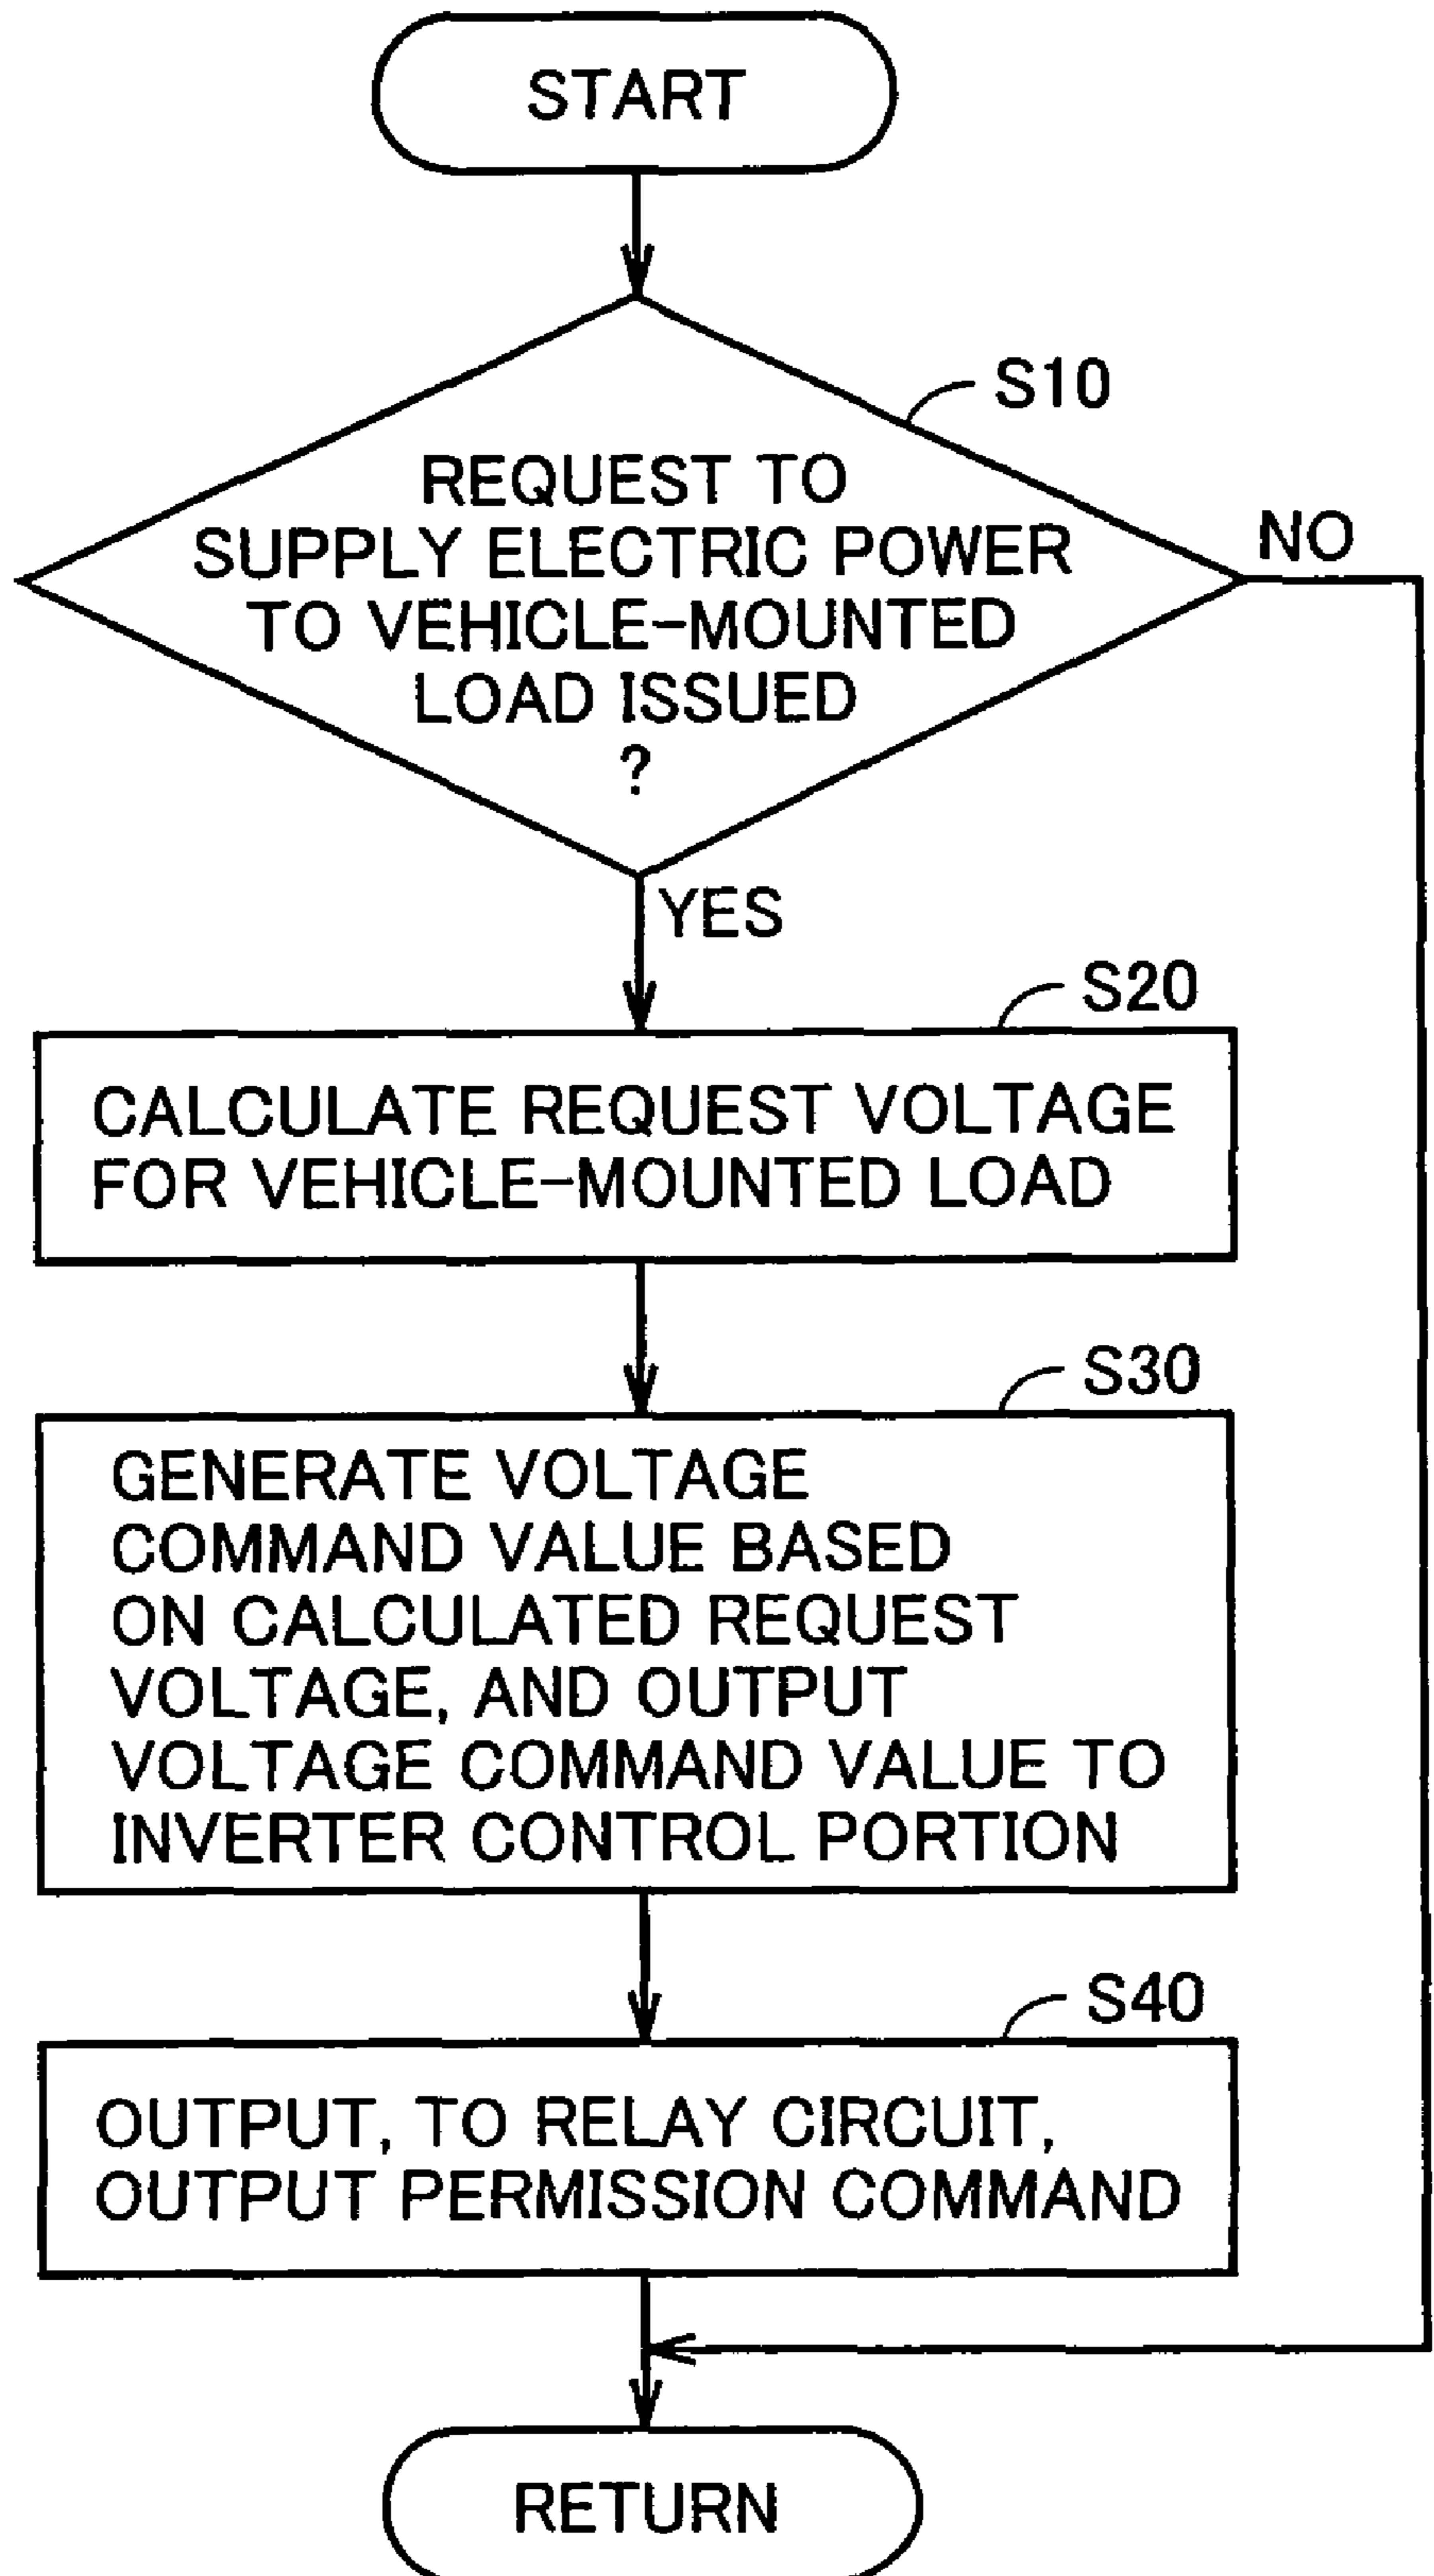 START
S10
REQUEST TO
SUPPLY ELECTRIC POWER
TO VEHICLE-MOUNTED
LOAD ISSUED
?
NO
YES
S20
CALCULATE REQUEST VOLTAGE
FOR VEHICLE-MOUNTED LOAD
S30
GENERATE VOLTAGE
COMMAND VALUE BASED
ON CALCULATED REQUEST
VOLTAGE, AND OUTPUT
VOLTAGE COMMAND VALUE TO
INVERTER CONTROL PORTION
S40
OUTPUT, TO RELAY CIRCUIT,
OUTPUT PERMISSION COMMAND
RETURN